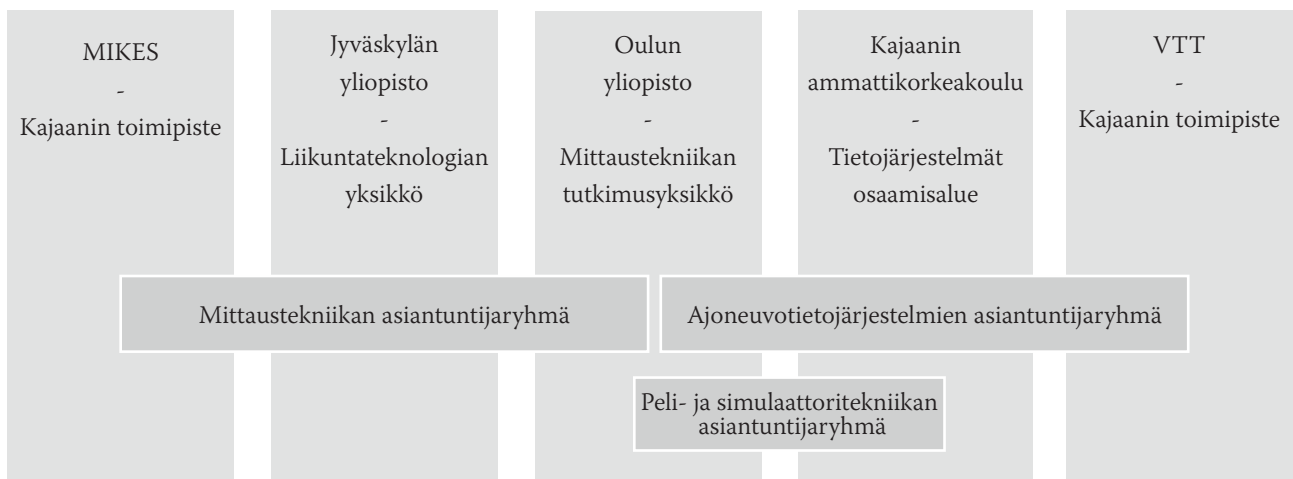 MIKES
-
Kajaanin toimipiste
Jyväskylän
yliopisto
-
Liikuntateknologian
yksikkö
Oulun
yliopisto
-
Mittaustekniikan
tutkimusyksikkö
Kajaanin
ammattikorkeakoulu
-
Tietojärjestelmät
osaamisalue
VTT
-
Kajaanin toimipiste
Mittaustekniikan asiantuntijaryhmä
Ajoneuvotietojärjestelmien asiantuntijaryhmä
Peli- ja simulaattoritekniikan
asiantuntijaryhmä